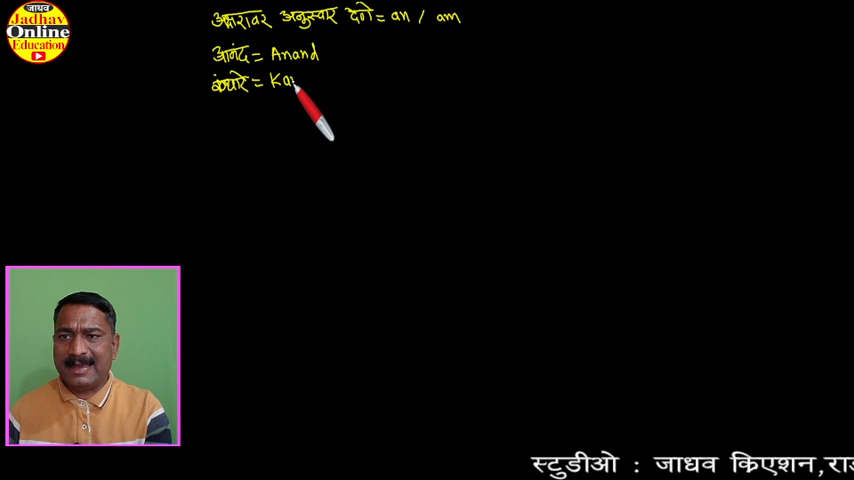 जाधव
Jadhav
Online
Education
अक्षरावर अनुस्वार देणे = an / am
आनंद = Anand
= Ka
स्टुडीओ : जाधव क्रिएशन,